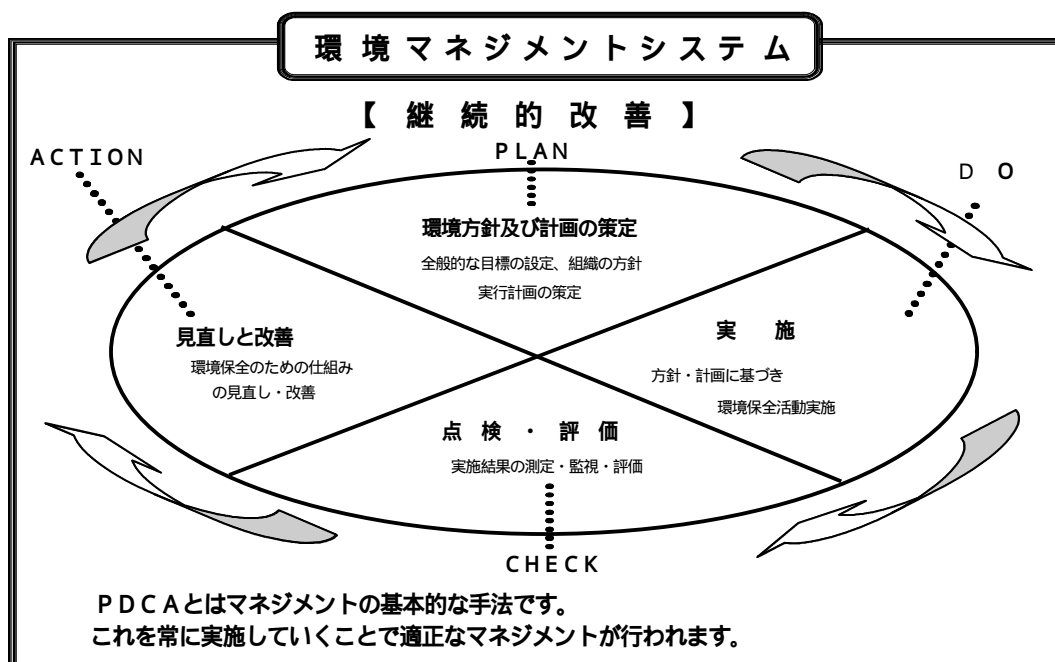 環境マネジメントシステム
【継続的改善】
ACTION
PLAN
DO
環境方針及び計画の策定
全般的な目標の設定、組織の方針
実行計画の策定
見直しと改善
環境保全のための仕組み
の見直し・改善
実施
方針・計画に基づき
環境保全活動実施
点検・評価
実施結果の測定・監視・評価
CHECK
PDCAとはマネジメントの基本的な手法です。
これを常に実施していくことで適正なマネジメントが行われます。